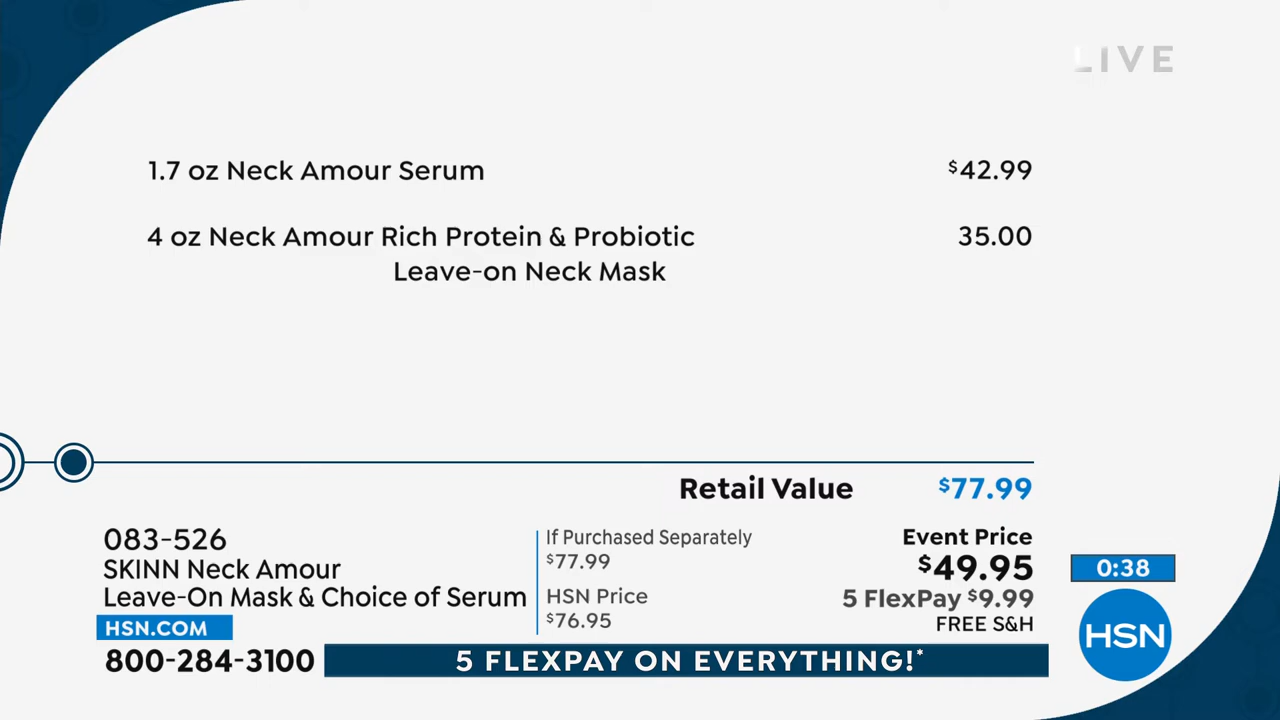 LIVE
1.7 oz Neck Amour Serum $42.99
4 oz Neck Amour Rich Protein & Probiotic 35.00
Leave-on Neck Mask
Retail Value $77.99
083-526
SKINN Neck Amour
Leave-On Mask & Choice of Serum
HSN.COM
800-284-3100
If Purchased Separately
$77.99
HSN Price
$76.95
Event Price
$49.95
5 FlexPay $9.99
FREE S&H
0:38
HSN
5 FLEXPAY ON EVERYTHING!*